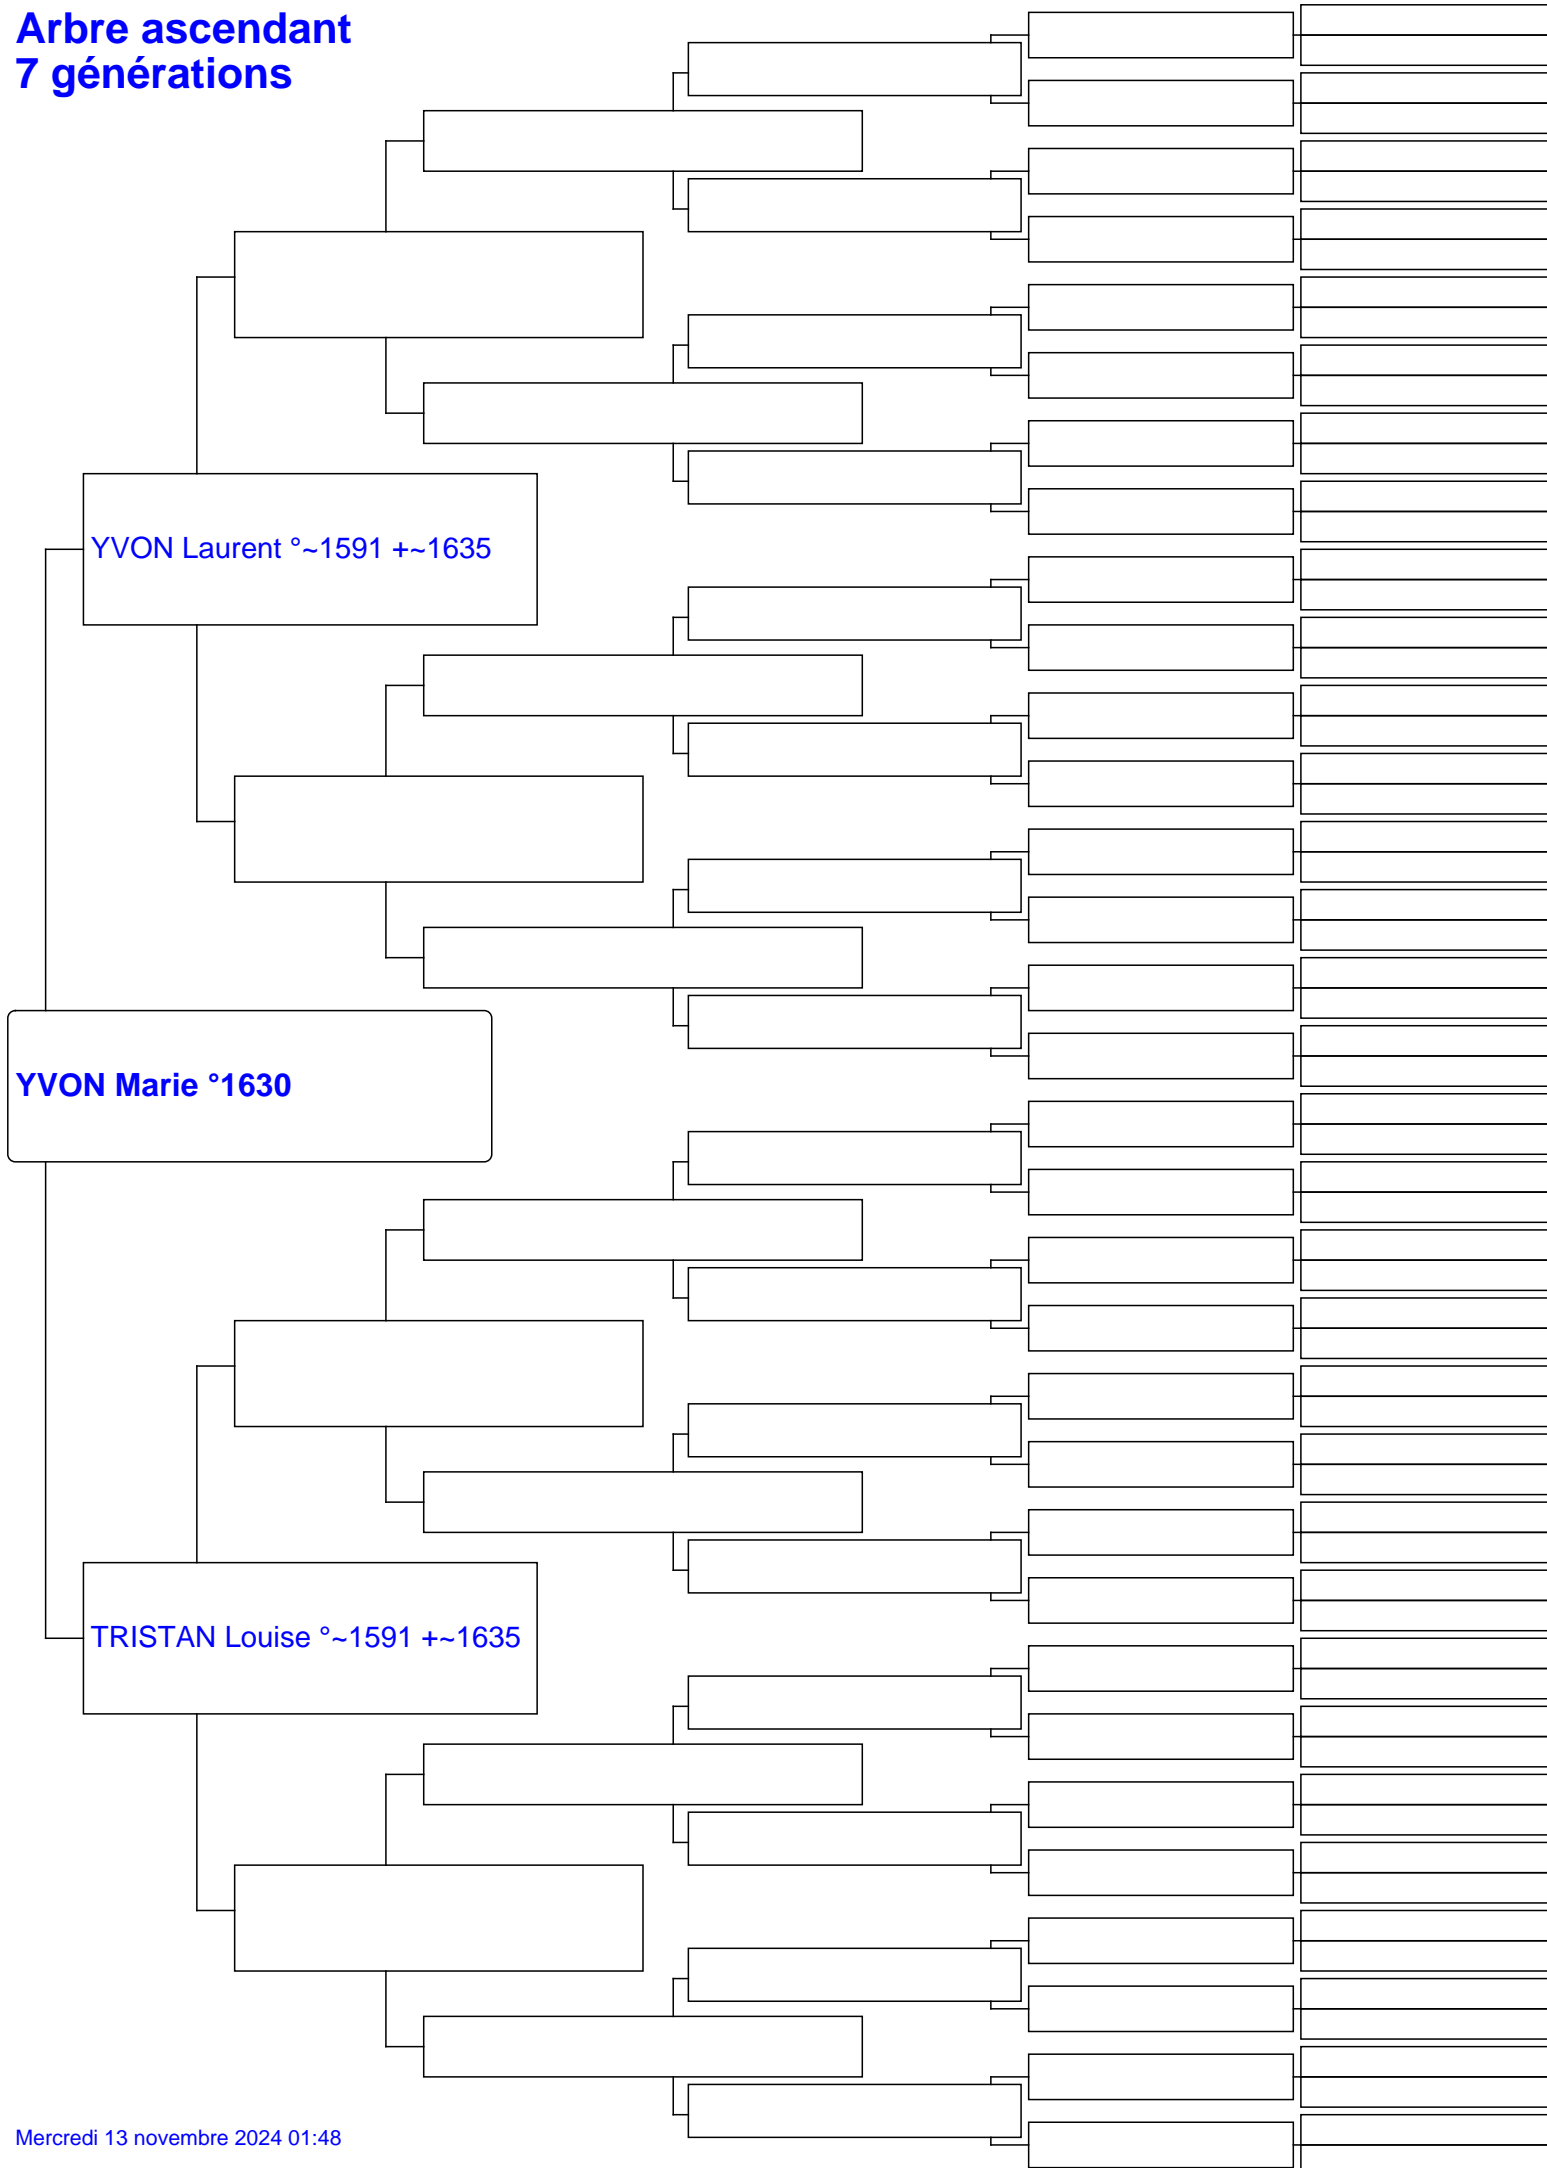 Arbre ascendant
7 générations
YVON Laurent °~1591 +~1635
YVON Marie °1630
TRISTAN Louise °~1591 +~1635
Mercredi 13 novembre 2024 01:48